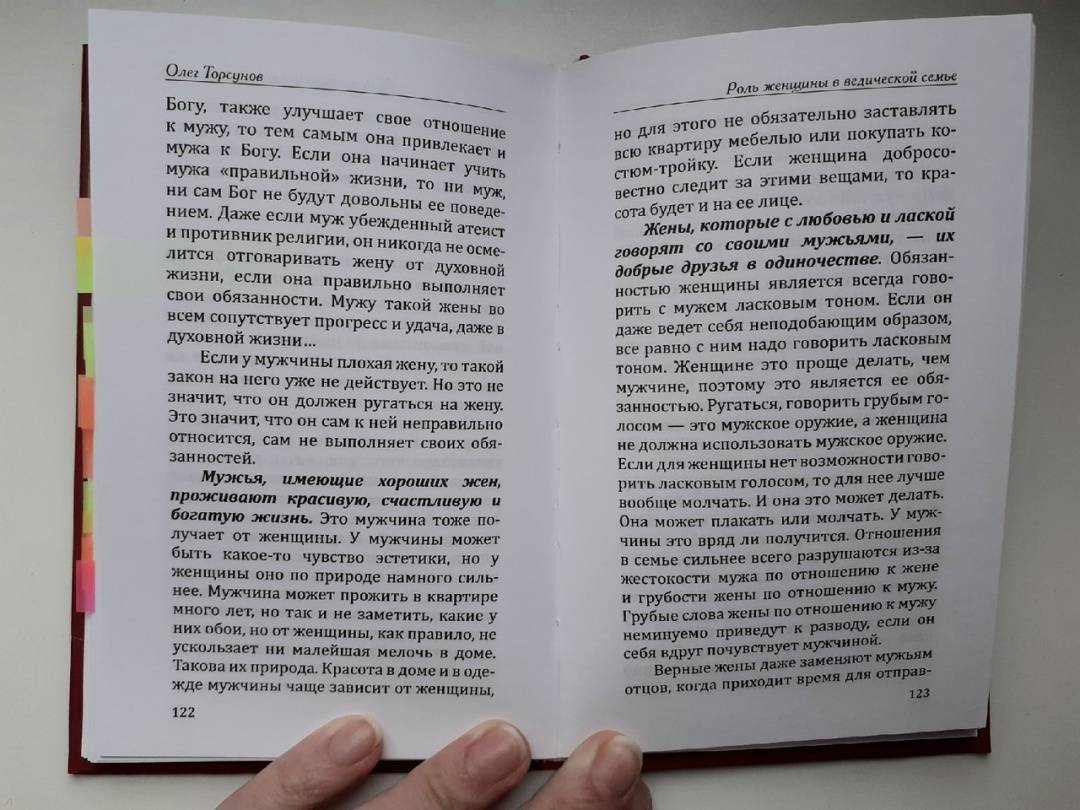 Олег Торсунов
Богу, также улучшает свое отношение
к мужу, то тем самым она привлекает и
мужа к Богу. Если она начинает учить
мужа «правильной» жизни, то ни муж,
ни сам Бог не будут довольны ее поведе-
нием. Даже если муж убежденный атеист
и противник религии, он никогда не осме-
лится отговаривать жену от духовной
жизни, если она правильно выполняет
свои обязанности. Мужу такой жены во
всем сопутствует прогресс и удача, даже в
духовной жизни...
Если у мужчины плохая жену, то такой
закон на него уже не действует. Но это не
значит, что он должен ругаться на жену.
Это значит, что он сам к ней неправильно
относится, сам не выполняет своих обя-
занностей.
Мужья, имеющие хороших жен,
проживают красивую, счастливую и
богатую жизнь. Это мужчина тоже по-
лучает от женщины. У мужчины может
быть какое-то чувство эстетики, но у
женщины оно по природе намного силь-
нее. Мужчина может прожить в квартире
много лет, но так и не заметить, какие у
них обои, но от женщины, как правило, не
ускользает ни малейшая мелочь в доме.
Такова их природа. Красота в доме и в оде-
жде мужчины чаще зависит от женщины,
122
Роль женщины в ведической семье
но для этого не обязательно заставлять
всю квартиру мебелью или покупать ко-
стюм-тройку. Если женщина добросо-
вестно следит за этими вещами, то кра-
сота будет и на ее лице.
Жены, которые с любовью и лаской
говорят со своими мужьями, — их
добрые друзья в одиночестве. Обязан-
ностью женщины является всегда гово-
рить с мужем ласковым тоном. Если он
даже ведет себя неподобающим образом,
все равно с ним надо говорить ласковым
тоном. Женщине это проще делать, чем
мужчине, поэтому это является ее обя-
занностью. Ругаться, говорить грубым го-
лосом — это мужское оружие, а женщина
не должна использовать мужское оружие.
Если для женщины нет возможности гово-
рить ласковым голосом, то для нее лучше
вообще молчать. И она это может делать.
Она может плакать или молчать. У муж-
чины это вряд ли получится. Отношения
в семье сильнее всего разрушаются из-за
жестокости мужа по отношению к жене
и грубости жены по отношению к мужу.
Грубые слова жены по отношению к мужу
неминуемо приведут к разводу, если он
себя вдруг почувствует мужчиной.
Верные жены даже заменяют мужьям
отцов, когда приходит время для отправ-
123